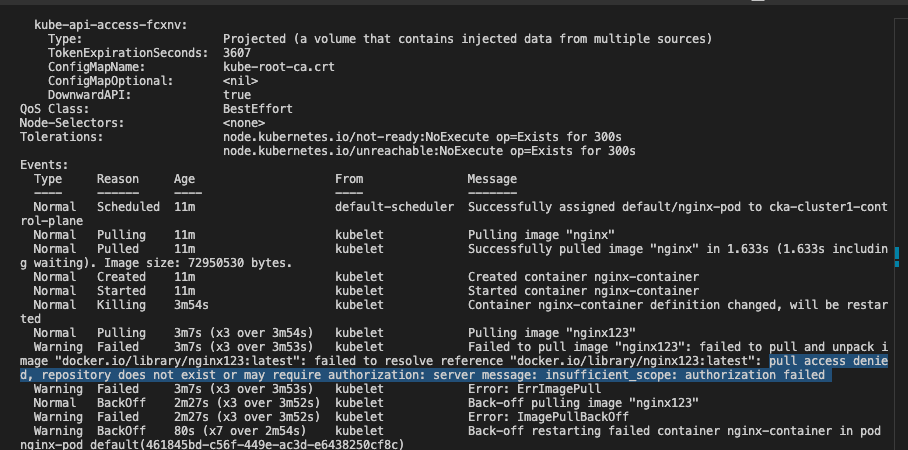 kube-api-access-fcxnv:
Type: Projected (a volume that contains injected data from multiple sources)
TokenExpirationSeconds: 3607
ConfigMapName: kube-root-ca.crt
ConfigMapOptional: <nil>
DownwardAPI: true
QoS Class: BestEffort
Node-Selectors: <none>
Tolerations: node.kubernetes.io/not-ready:NoExecute op=Exists for 300s
node.kubernetes.io/unreachable:NoExecute op=Exists for 300s
Events:
Type Reason Age From Message
---- ------ ---- ---- -------
Normal Scheduled 11m default-scheduler Successfully assigned default/nginx-pod to cka-cluster1-cont
rol-plane
Normal Pulling 11m kubelet Pulling image "nginx"
Normal Pulled 11m kubelet Successfully pulled image "nginx" in 1.633s (1.633s includin
g waiting). Image size: 72950530 bytes.
Normal Created 11m kubelet Created container nginx-container
Normal Started 11m kubelet Started container nginx-container
Normal Killing 3m54s kubelet Container nginx-container definition changed, will be restar
ted
Normal Pulling 3m7s (x3 over 3m54s) kubelet Pulling image "nginx123"
Warning Failed 3m7s (x3 over 3m53s) kubelet Failed to pull image "nginx123": failed to pull and unpack i
mage "docker.io/library/nginx123:latest": failed to resolve reference "docker.io/library/nginx123:latest": pull access denie
d, repository does not exist or may require authorization: server message: insufficient_scope: authorization failed
Warning Failed 3m7s (x3 over 3m53s) kubelet Error: ErrImagePull
Normal BackOff 2m27s (x3 over 3m52s) kubelet Back-off pulling image "nginx123"
Warning Failed 2m27s (x3 over 3m52s) kubelet Error: ImagePullBackOff
Warning BackOff 80s (x7 over 2m54s) kubelet Back-off restarting failed container nginx-container in pod
nginx-pod_default(461845bd-c56f-449e-ac3d-e6438250cf8c)